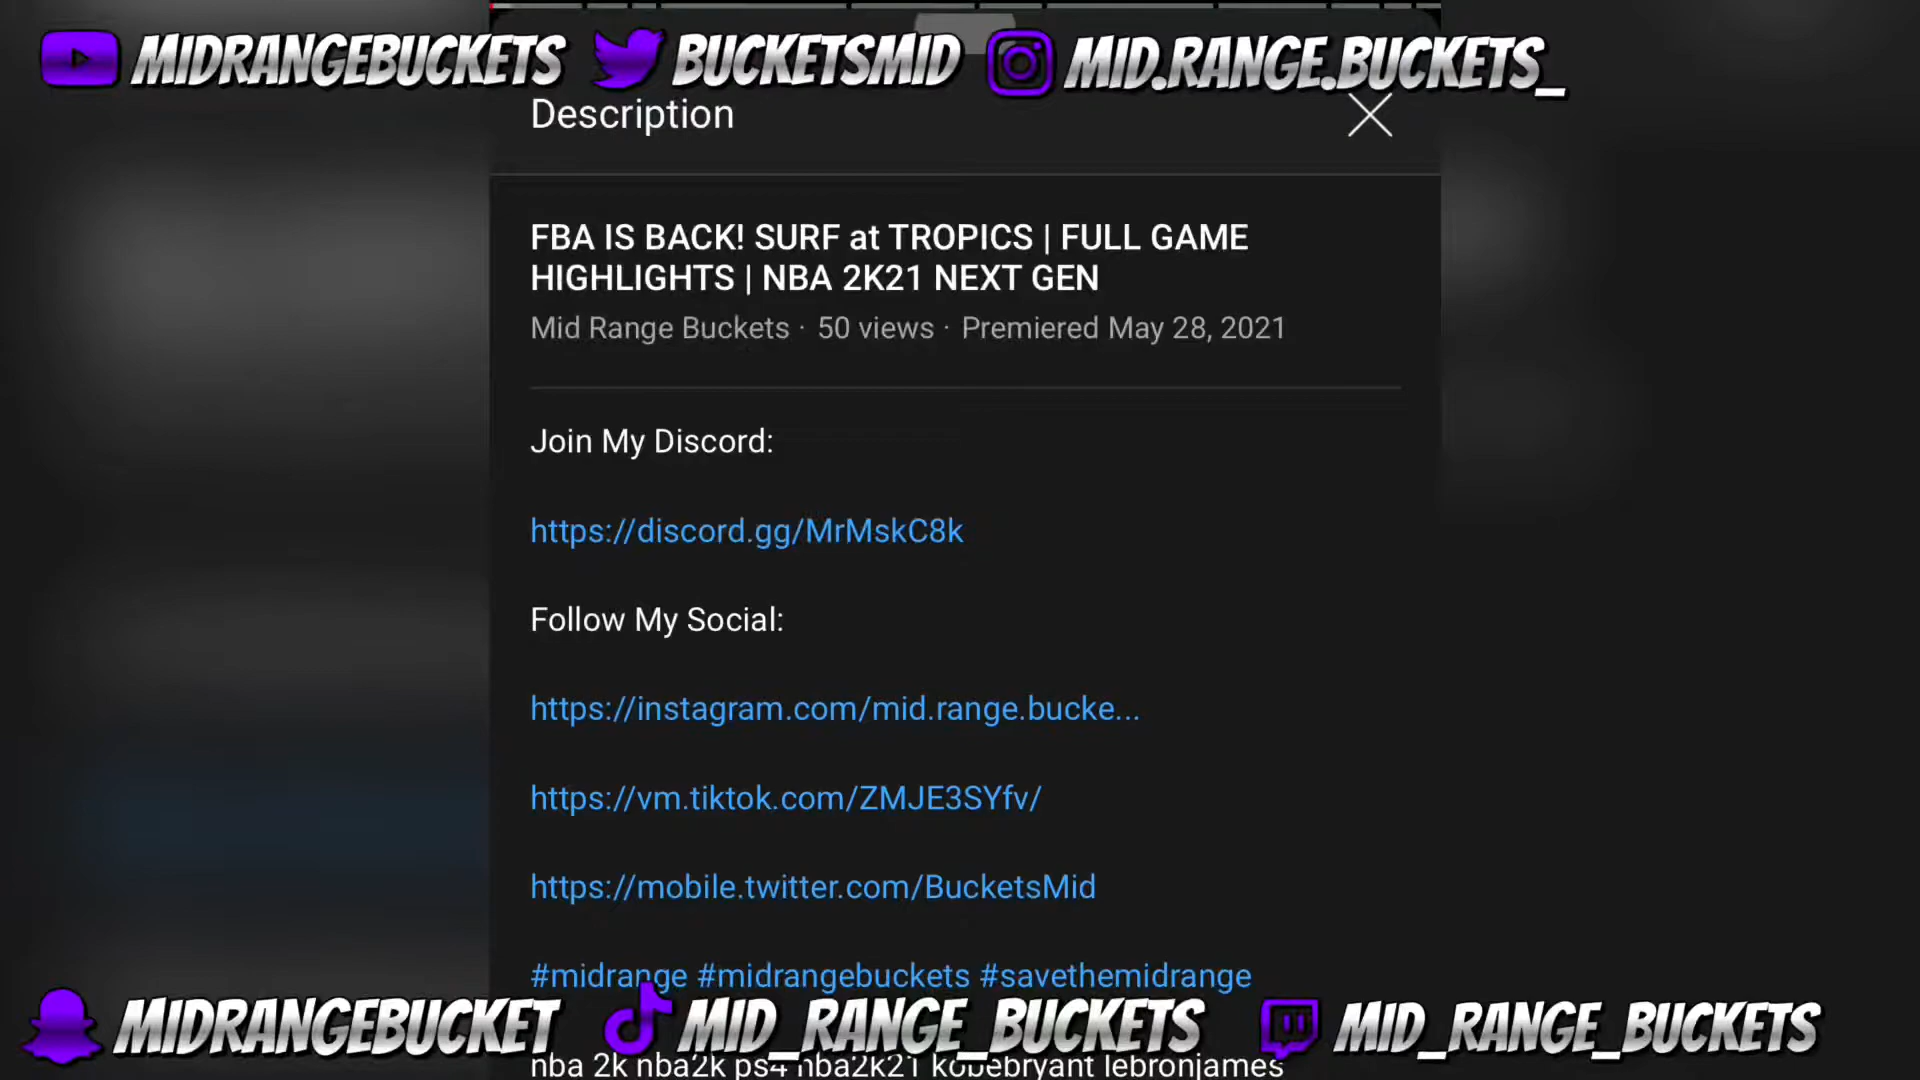 MIDRANGEBUCKETS BUCKETSMID MID.RANGE.BUCKETS_
Description
FBA IS BACK! SURF at TROPICS | FULL GAME
HIGHLIGHTS | NBA 2K21 NEXT GEN
Mid Range Buckets · 50 views · Premiered May 28, 2021
Join My Discord:
https://discord.gg/MrMskC8k
Follow My Social:
https://instagram.com/mid.range.bucke...
https://vm.tiktok.com/ZMJE3SYfv/
https://mobile.twitter.com/BucketsMid
#midrange #midrangebuckets #savethemidrange
MIDRANGEBUCKET MID_RANGE_BUCKETS MID_RANGE_BUCKETS
nba 2k nba2k ps4 nba2k21 kobebryant lebronjames